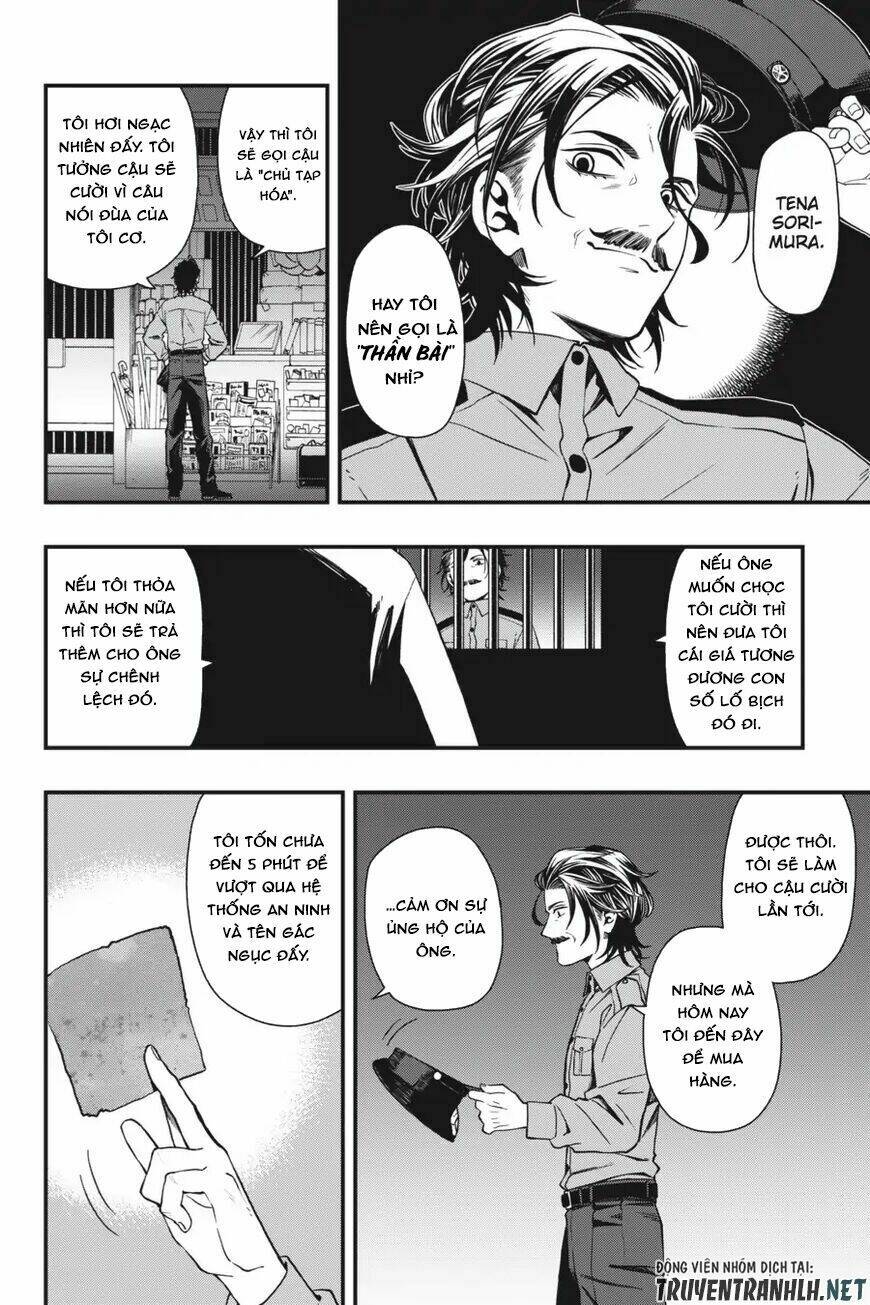 TENA
SORI-
MURA.
HAY TÔI
NÊN GỌI LÀ
"THẦN BÀI"
NHỈ?
VẬY THÌ TÔI
SẼ GỌI CẬU
LÀ "CHỦ TẠP
HÓA".
TÔI HƠI NGẠC
NHIÊN ĐẤY. TÔI
TƯỞNG CẬU SẼ
CƯỜI VÌ CÂU
NÓI ĐÙA CỦA
TÔI CƠ.
NẾU ÔNG
MUỐN CHỌC
TÔI CƯỜI THÌ
NÊN ĐƯA TÔI
CÁI GIÁ TƯƠNG
ĐƯƠNG CON
SỐ LỐ BỊCH
ĐÓ ĐI.
NẾU TÔI THỎA
MÃN HƠN NỮA
THÌ TÔI SẼ TRẢ
THÊM CHO ÔNG
SỰ CHÊNH
LỆCH ĐÓ.
ĐƯỢC THÔI.
TÔI SẼ LÀM
CHO CẬU CƯỜI
LẦN TỚI.
NHƯNG MÀ
HÔM NAY
TÔI ĐẾN ĐÂY
ĐỂ MUA
HÀNG.
...CẢM ƠN SỰ
ỦNG HỘ CỦA
ÔNG.
TÔI TỐN CHƯA
ĐẾN 5 PHÚT ĐỂ
VƯỢT QUA HỆ
THỐNG AN NINH
VÀ TÊN GÁC
NGỤC ĐẤY.
ĐỘNG VIÊN NHÓM DỊCH TẠI:
TRUYENTRANHLH.NET